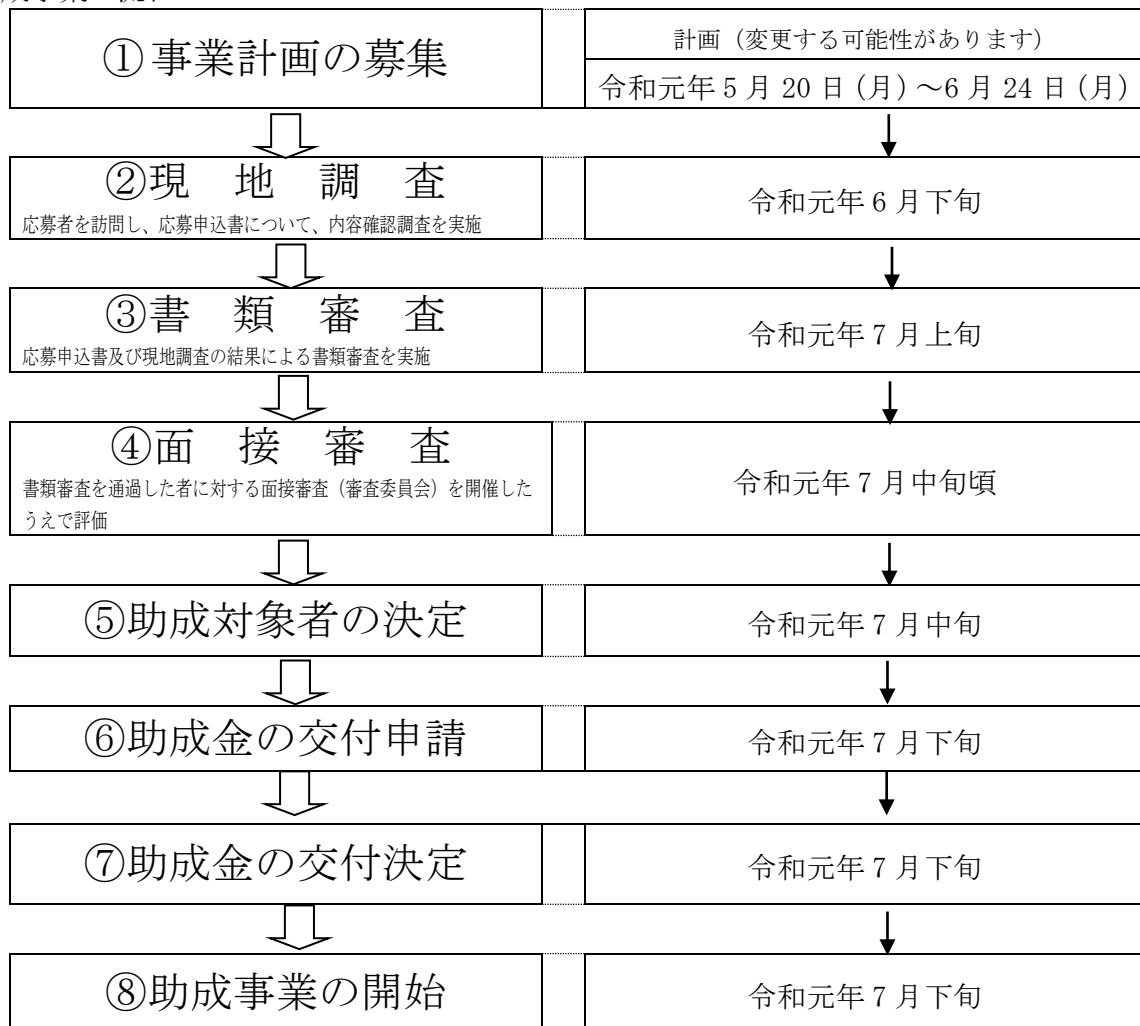 ①事業計画の募集
計画（変更する可能性があります）
令和元年 5 月 20 日（月）～6 月 24 日（月）
②現　地　調　査
応募者を訪問し、応募申込書について、内容確認調査を実施
令和元年 6 月下旬
③書　類　審　査
応募申込書及び現地調査の結果による書類審査を実施
令和元年 7 月上旬
④面　接　審　査
書類審査を通過した者に対する面接審査（審査委員会）を開催した
うえで評価
令和元年 7 月中旬頃
⑤助成対象者の決定
令和元年 7 月中旬
⑥助成金の交付申請
令和元年 7 月下旬
⑦助成金の交付決定
令和元年 7 月下旬
⑧助成事業の開始
令和元年 7 月下旬